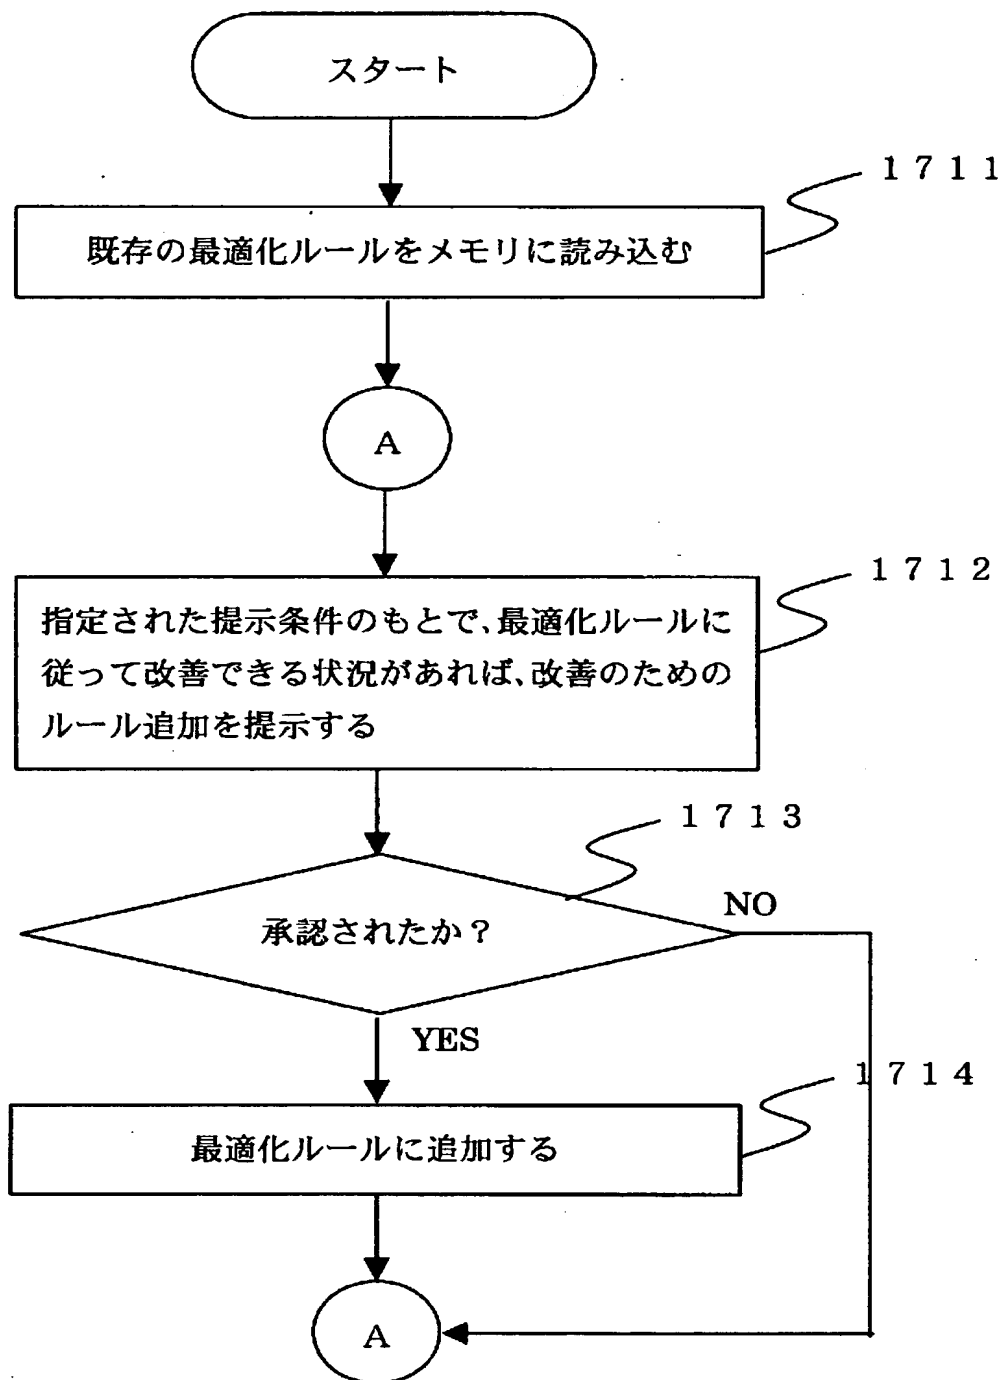 スタート
１７１１
既存の最適化ルールをメモリに読み込む
A
１７１２
指定された提示条件のもとで、最適化ルールに
従って改善できる状況があれば、改善のための
ルール追加を提示する
１７１３
承認されたか？
NO
YES
１７１４
最適化ルールに追加する
A